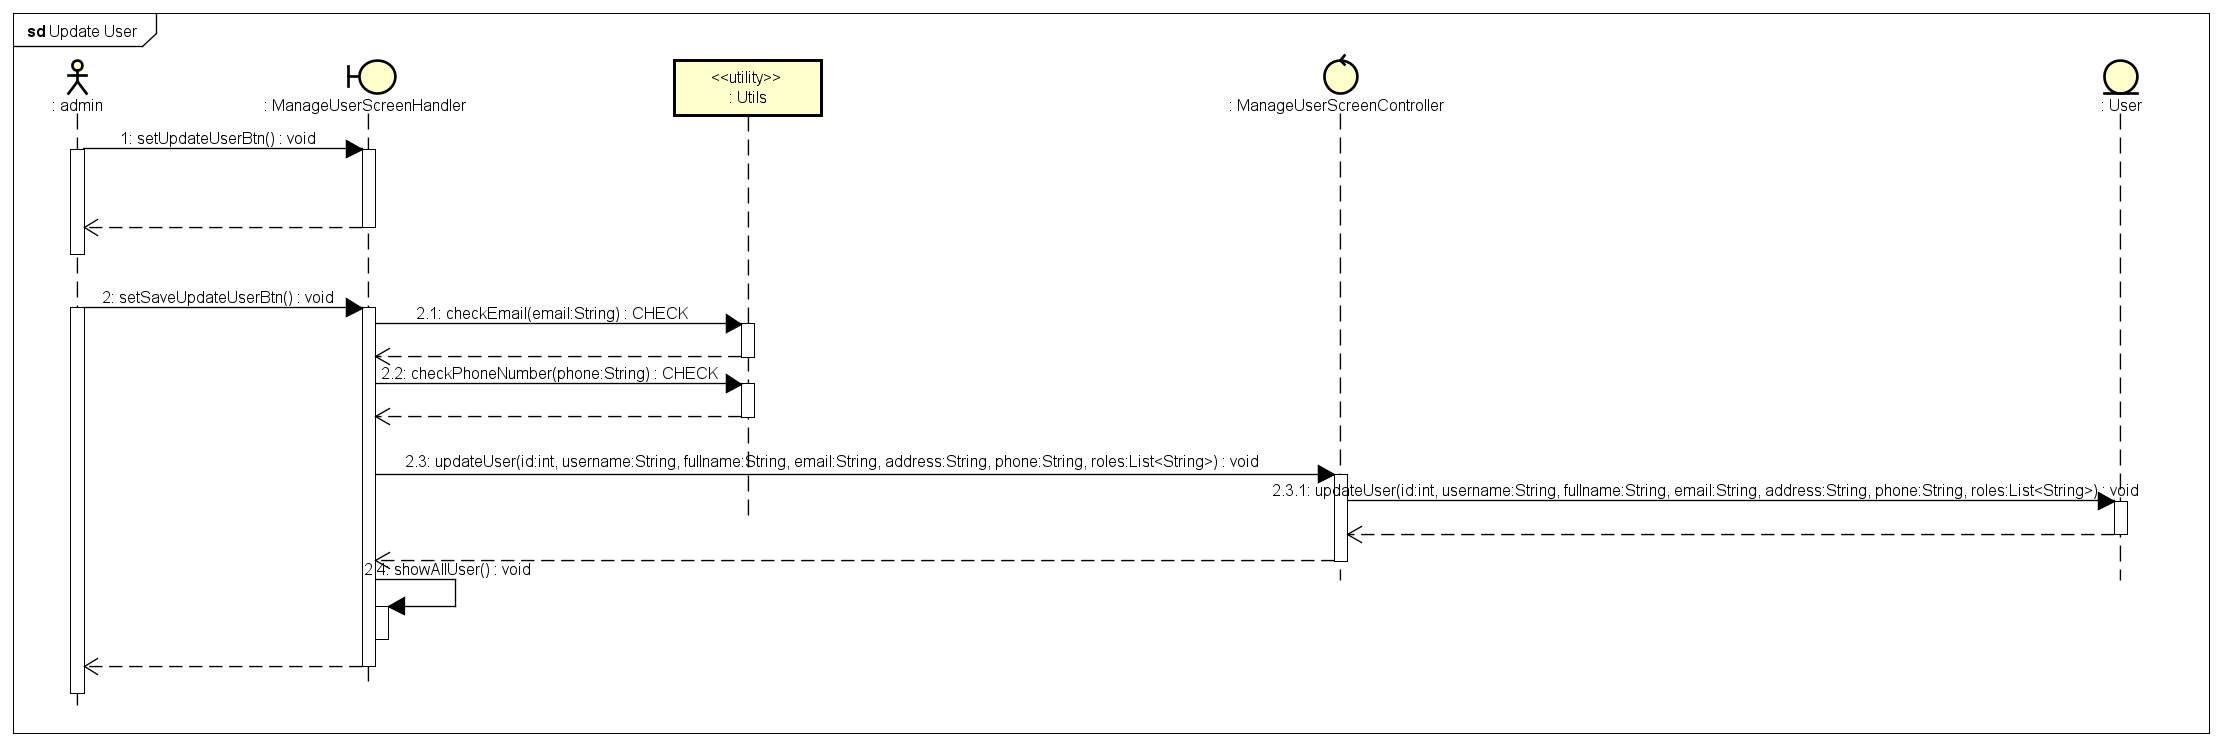 sd Update User
<<utility>>
: Utils
: admin
: ManageUserScreenHandler
: ManageUserScreenController
: User
1: setUpdateUserBtn() : void
2: setSaveUpdateUserBtn() : void
2.1: checkEmail(email:String) : CHECK
2.2: checkPhoneNumber(phone:String) : CHECK
2.3: updateUser(id:int, username:String, fullname:String, email:String, address:String, phone:String, roles:List<String>) : void
2.3.1: updateUser(id:int, username:String, fullname:String, email:String, address:String, phone:String, roles:List<String>) : void
2.4: showAllUser() : void